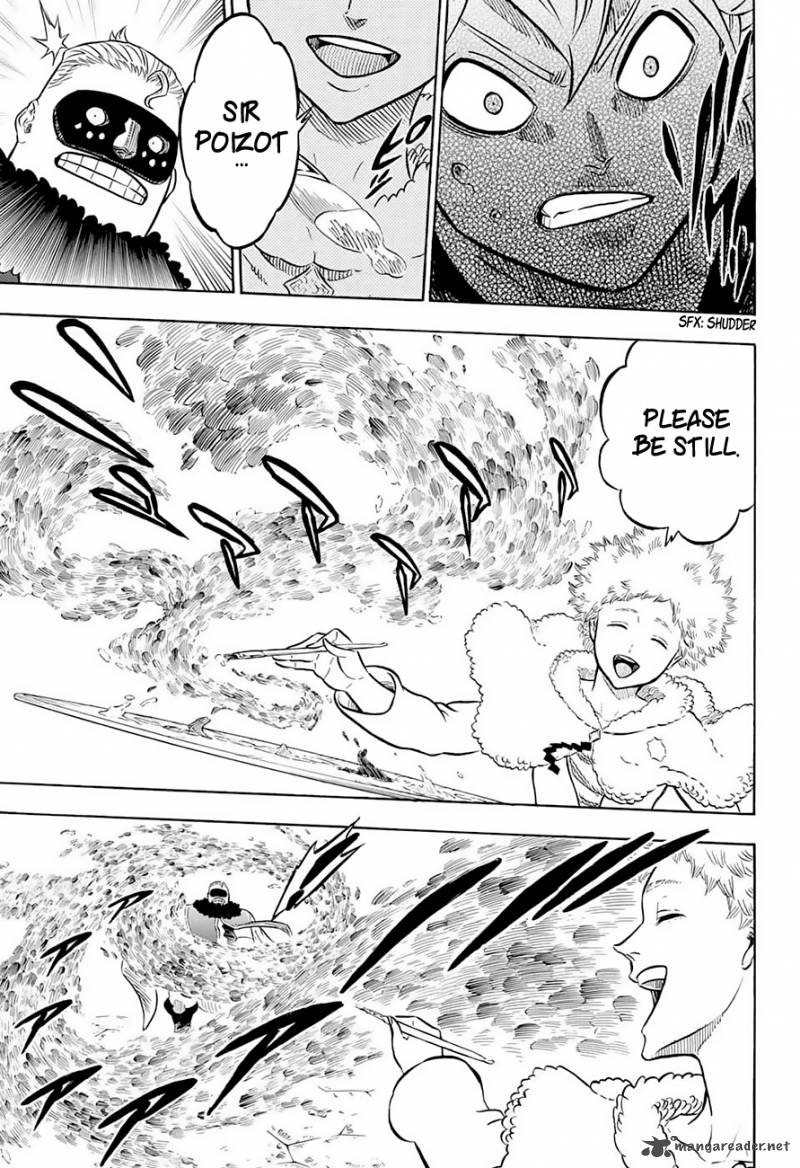 SIR
POIZOT
...
SFX: SHUDDER
PLEASE
BE STILL.
mangareader.net